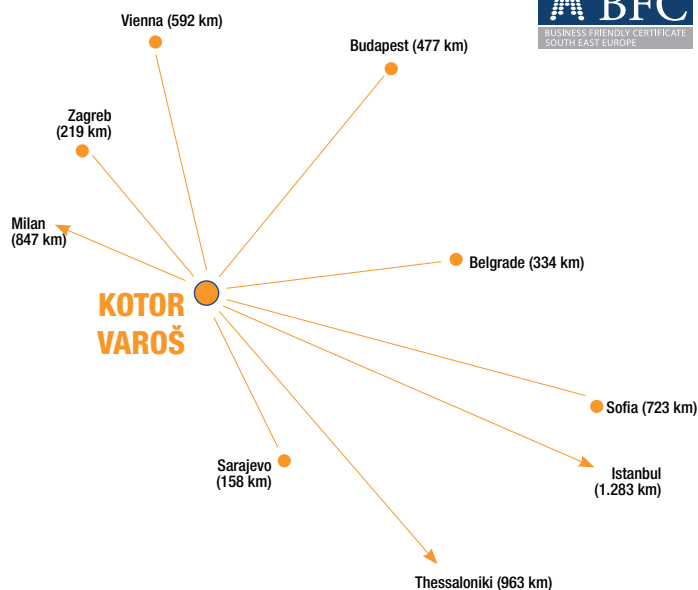 BFC
BUSINESS FRIENDLY CERTIFICATE
SOUTH EAST EUROPE
Vienna (592 km)
Budapest (477 km)
Zagreb
(219 km)
Milan
(847 km)
Belgrade (334 km)
KOTOR
VAROŠ
Sofia (723 km)
Sarajevo
(158 km)
Istanbul
(1.283 km)
Thessaloniki (963 km)